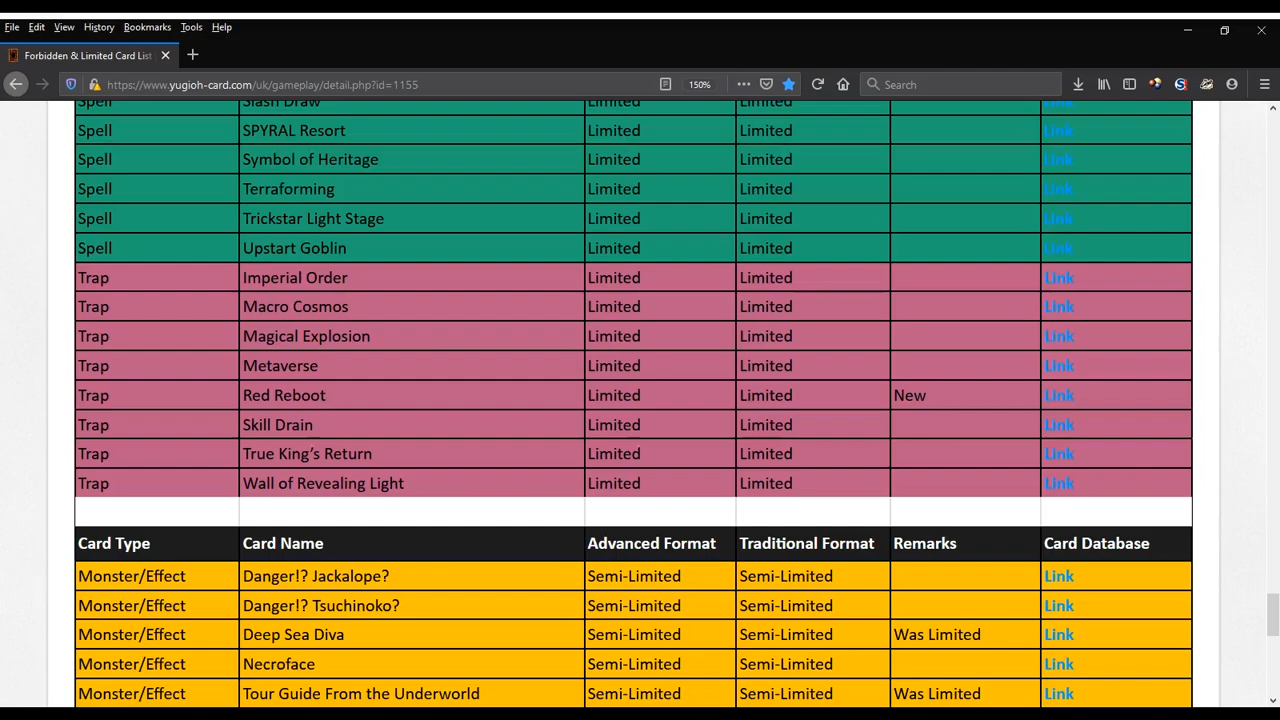 File Edit View History Bookmarks Tools Help
Forbidden & Limited Card List
https://www.yugioh-card.com/uk/gameplay/detail.php?id=1155 150% Search
Spell Slash Draw Limited Limited Link
Spell SPYRAL Resort Limited Limited Link
Spell Symbol of Heritage Limited Limited Link
Spell Terraforming Limited Limited Link
Spell Trickstar Light Stage Limited Limited Link
Spell Upstart Goblin Limited Limited Link
Trap Imperial Order Limited Limited Link
Trap Macro Cosmos Limited Limited Link
Trap Magical Explosion Limited Limited Link
Trap Metaverse Limited Limited Link
Trap Red Reboot Limited Limited New Link
Trap Skill Drain Limited Limited Link
Trap True King’s Return Limited Limited Link
Trap Wall of Revealing Light Limited Limited Link
Card Type Card Name Advanced Format Traditional Format Remarks Card Database
Monster/Effect Danger!? Jackalope? Semi-Limited Semi-Limited Link
Monster/Effect Danger!? Tsuchinoko? Semi-Limited Semi-Limited Link
Monster/Effect Deep Sea Diva Semi-Limited Semi-Limited Was Limited Link
Monster/Effect Necroface Semi-Limited Semi-Limited Link
Monster/Effect Tour Guide From the Underworld Semi-Limited Semi-Limited Was Limited Link